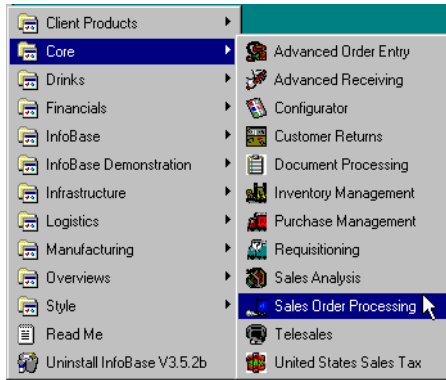 Client Products
Core
Drinks
Financials
InfoBase
InfoBase Demonstration
Infrastructure
Logistics
Manufacturing
Overviews
Style
Read Me
Uninstall InfoBase V3.5.2b
Advanced Order Entry
Advanced Receiving
Configurator
Customer Returns
Document Processing
Inventory Management
Purchase Management
Requisitioning
Sales Analysis
Sales Order Processing
Telesales
United States Sales Tax